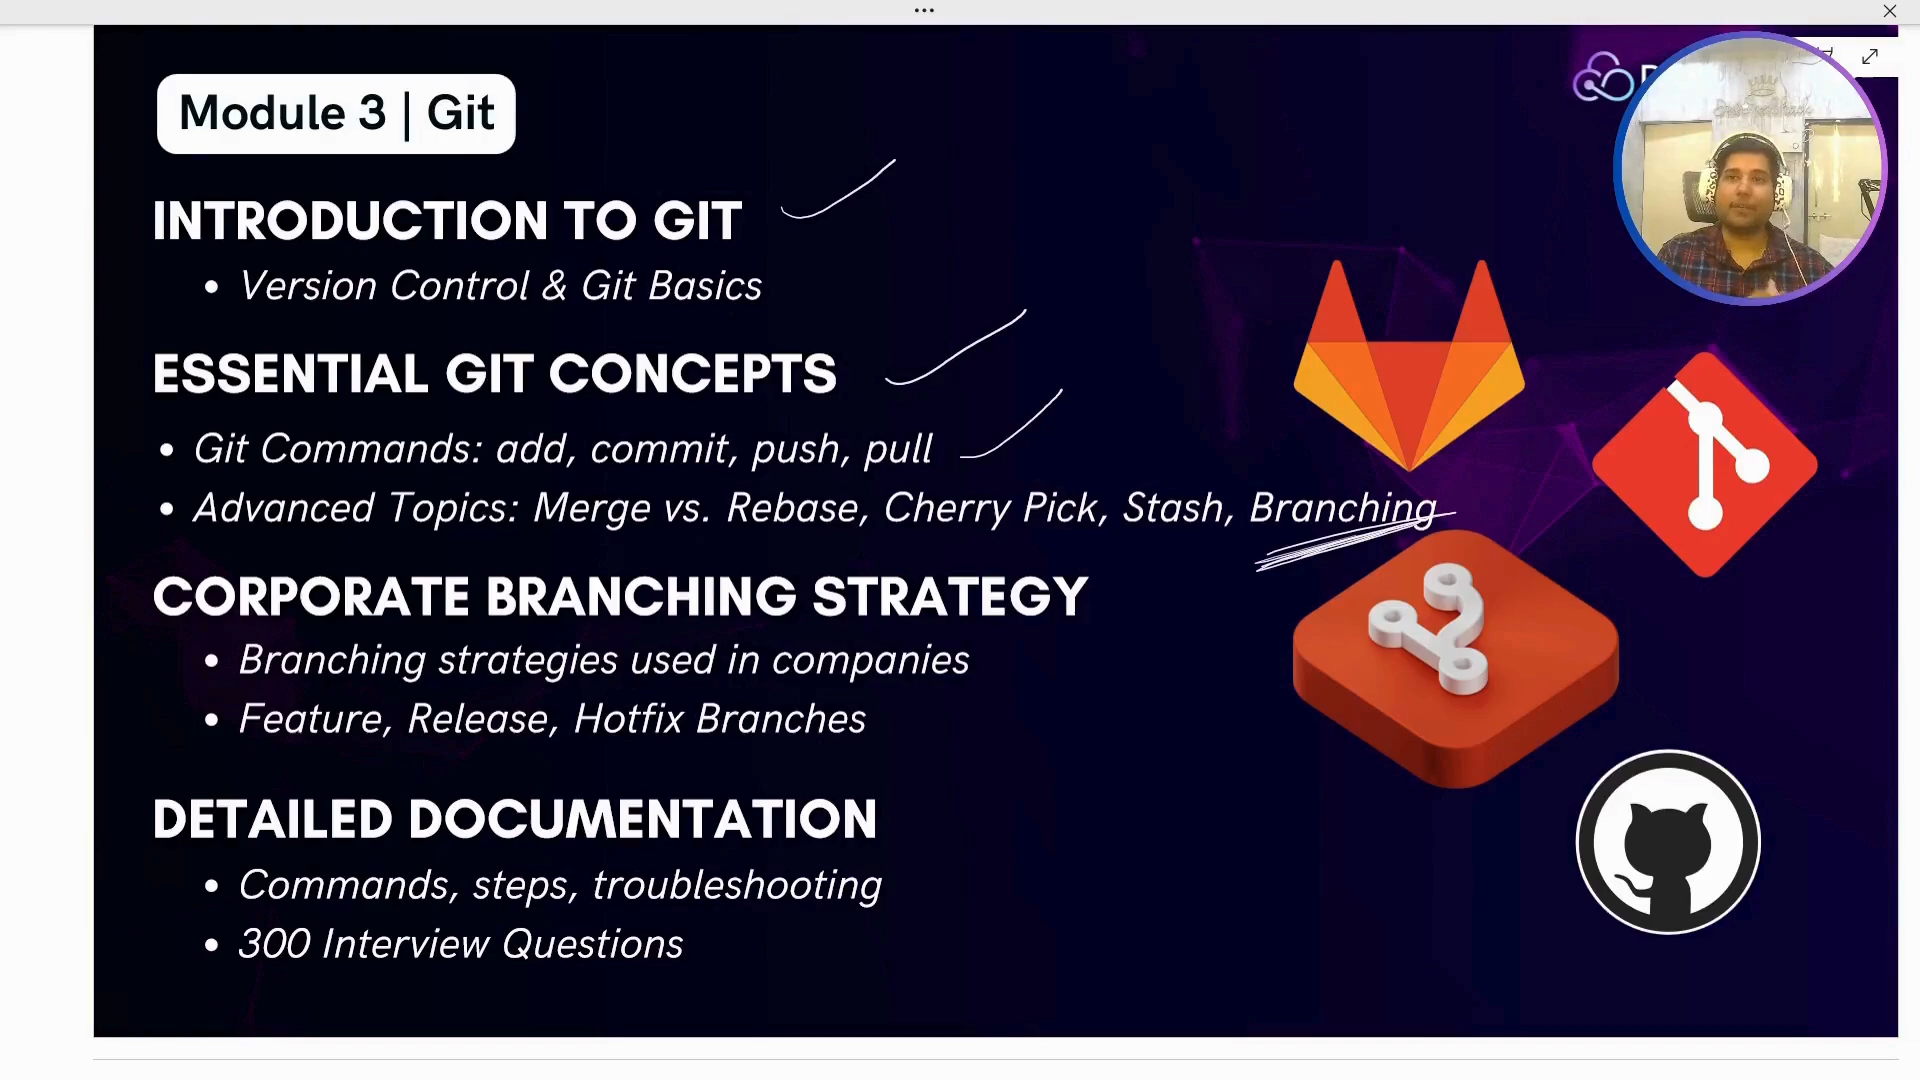 Module 3 | Git
INTRODUCTION TO GIT
• Version Control & Git Basics
ESSENTIAL GIT CONCEPTS
• Git Commands: add, commit, push, pull
• Advanced Topics: Merge vs. Rebase, Cherry Pick, Stash, Branching
CORPORATE BRANCHING STRATEGY
• Branching strategies used in companies
• Feature, Release, Hotfix Branches
DETAILED DOCUMENTATION
• Commands, steps, troubleshooting
• 300 Interview Questions